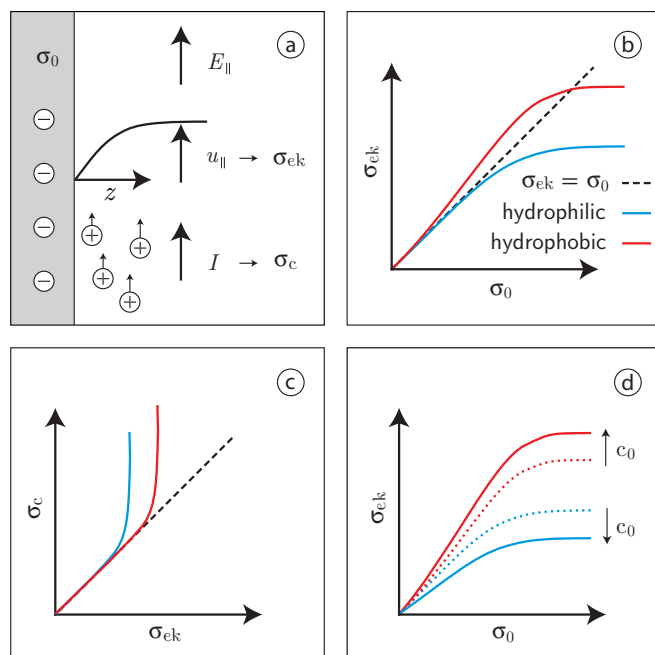 a
σ₀
E∥
u∥ → σek
z
I → σc
− − − −
+ + + +
b
σek
σek = σ₀
hydrophilic
hydrophobic
σ₀
c
σc
σek
d
c₀
σek
c₀
σ₀